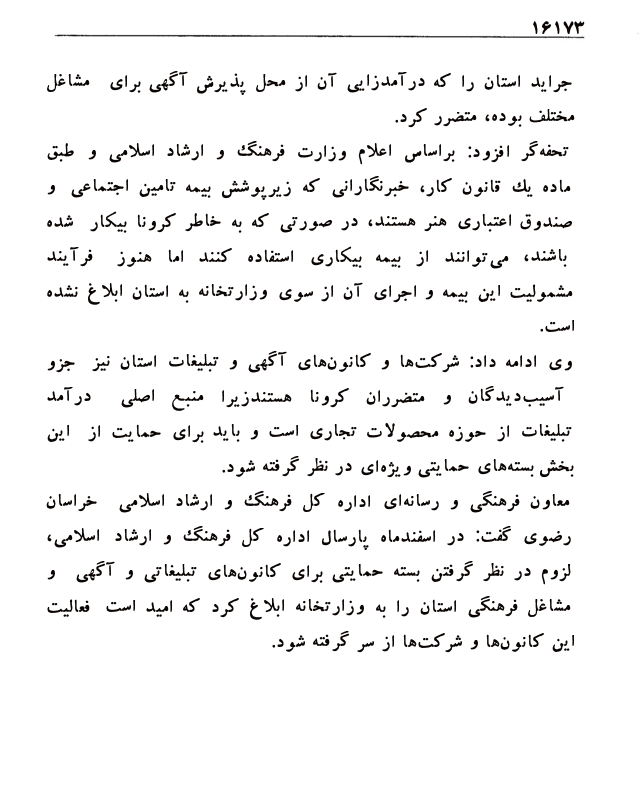 ۱۶۱۷۳
جراید استان را که درآمدزایی آن از محل پذیرش آگهی برای مشاغل
مختلف بوده، متضرر کرد.
تحفه‌گر افزود: براساس اعلام وزارت فرهنگ و ارشاد اسلامی و طبق
ماده یك قانون کار، خبرنگارانی که زیرپوشش بیمه تامین اجتماعی و
صندوق اعتباری هنر هستند، در صورتی که به خاطر کرونا بیکار شده
باشند، می‌توانند از بیمه بیکاری استفاده کنند اما هنوز فرآیند
مشمولیت این بیمه و اجرای آن از سوی وزارتخانه به استان ابلاغ نشده
است.
وی ادامه داد: شرکت‌ها و کانون‌های آگهی و تبلیغات استان نیز جزو
آسیب‌دیدگان و متضرران کرونا هستندزیرا منبع اصلی درآمد
تبلیغات از حوزه محصولات تجاری است و باید برای حمایت از این
بخش بسته‌های حمایتی ویژه‌ای در نظر گرفته شود.
معاون فرهنگی و رسانه‌ای اداره کل فرهنگ و ارشاد اسلامی خراسان
رضوی گفت: در اسفندماه پارسال اداره کل فرهنگ و ارشاد اسلامی،
لزوم در نظر گرفتن بسته حمایتی برای کانون‌های تبلیغاتی و آگهی و
مشاغل فرهنگی استان را به وزارتخانه ابلاغ کرد که امید است فعالیت
این کانون‌ها و شرکت‌ها از سر گرفته شود.